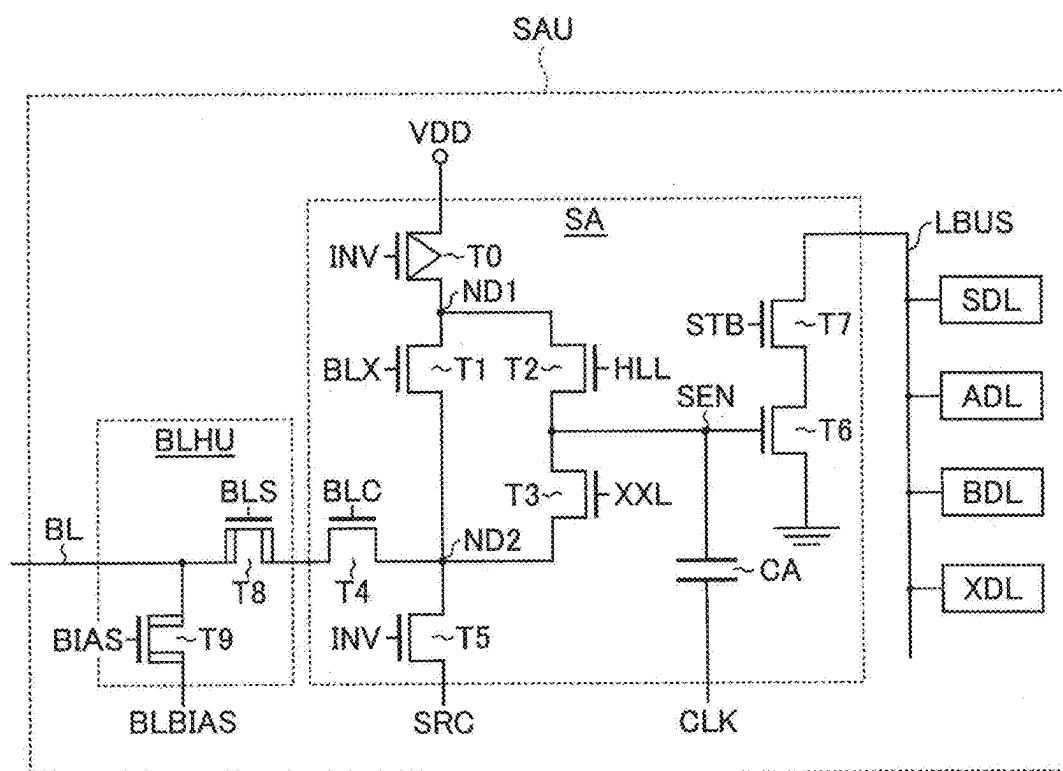 SAU
VDD
SA
LBUS
INV
T0
ND1
SDL
STB
T7
BLX
T1
T2
HLL
SEN
ADL
T6
BLHU
BLS
BLC
T3
XXL
BDL
BL
ND2
T8
T4
CA
XDL
BIAS
T9
INV
T5
BLBIAS
SRC
CLK